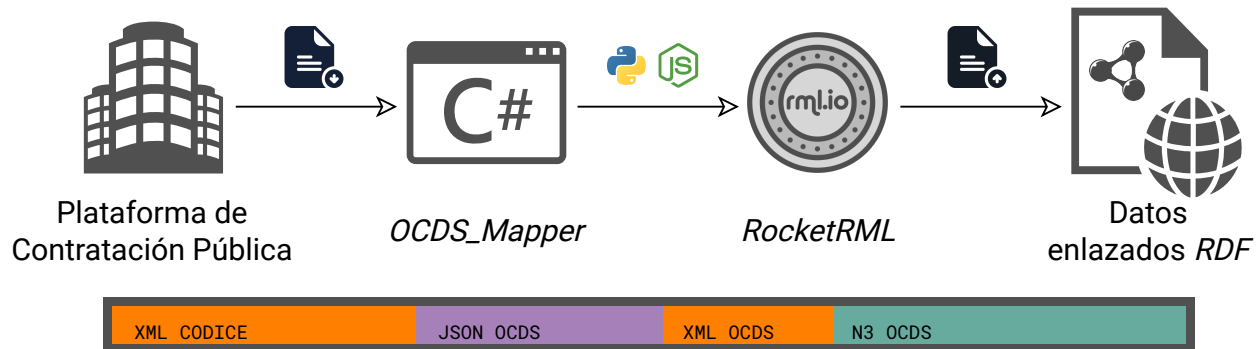 C#
JS
rml.io
Plataforma de
Contratación Pública
OCDS_Mapper
RocketRML
Datos
enlazados RDF
XML CODICE
JSON OCDS
XML OCDS
N3 OCDS